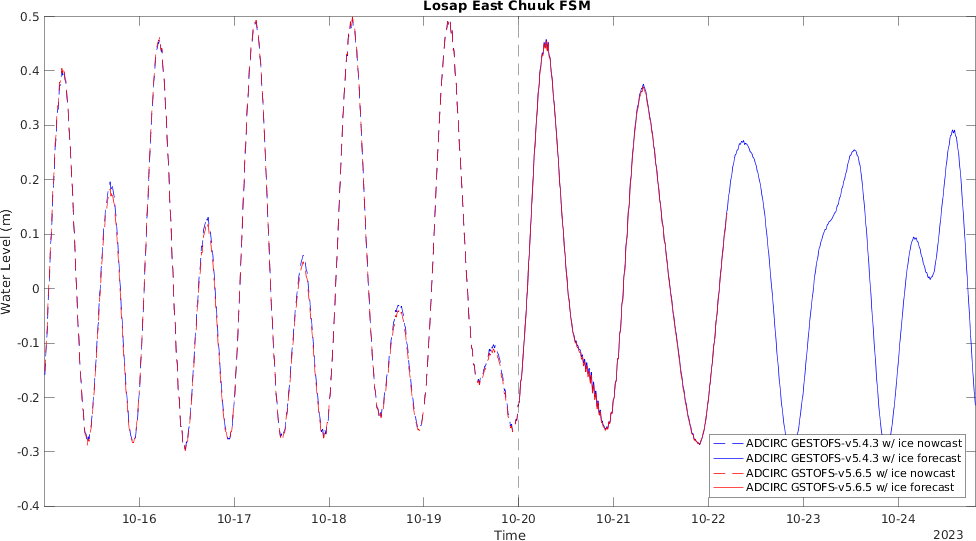 Losap East Chuuk FSM
0.5
0.4
0.3
0.2
0.1
0
-0.1
-0.2
-0.3
-0.4
Water Level (m)
ADCIRC GESTOFS-v5.4.3 w/ ice nowcast
ADCIRC GESTOFS-v5.4.3 w/ ice forecast
ADCIRC GSTOFS-v5.6.5 w/ ice nowcast
ADCIRC GSTOFS-v5.6.5 w/ ice forecast
10-16 10-17 10-18 10-19 10-20 10-21 10-22 10-23 10-24
Time
2023